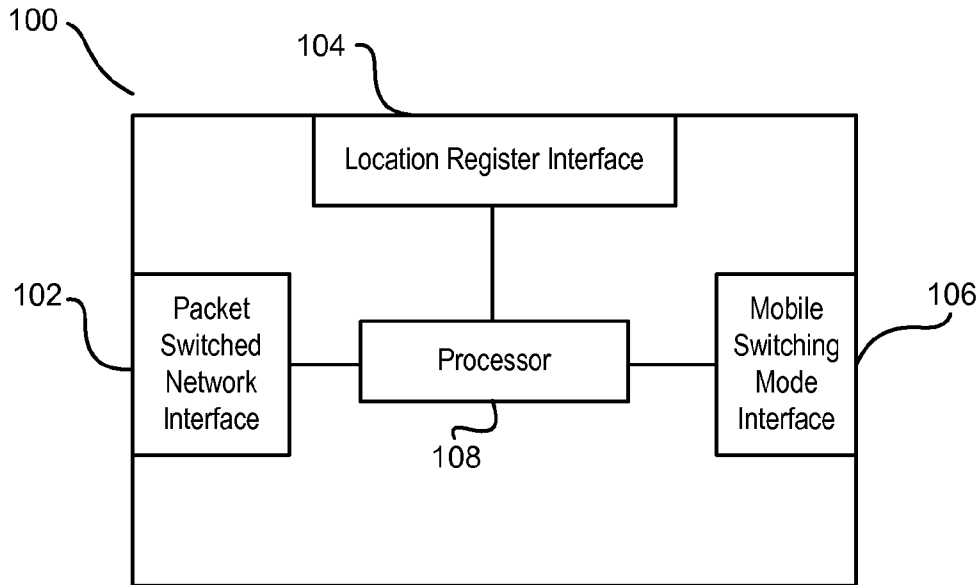 100
104
Location Register Interface
102
Packet
Switched
Network
Interface
Processor
108
Mobile
Switching
Mode
Interface
106